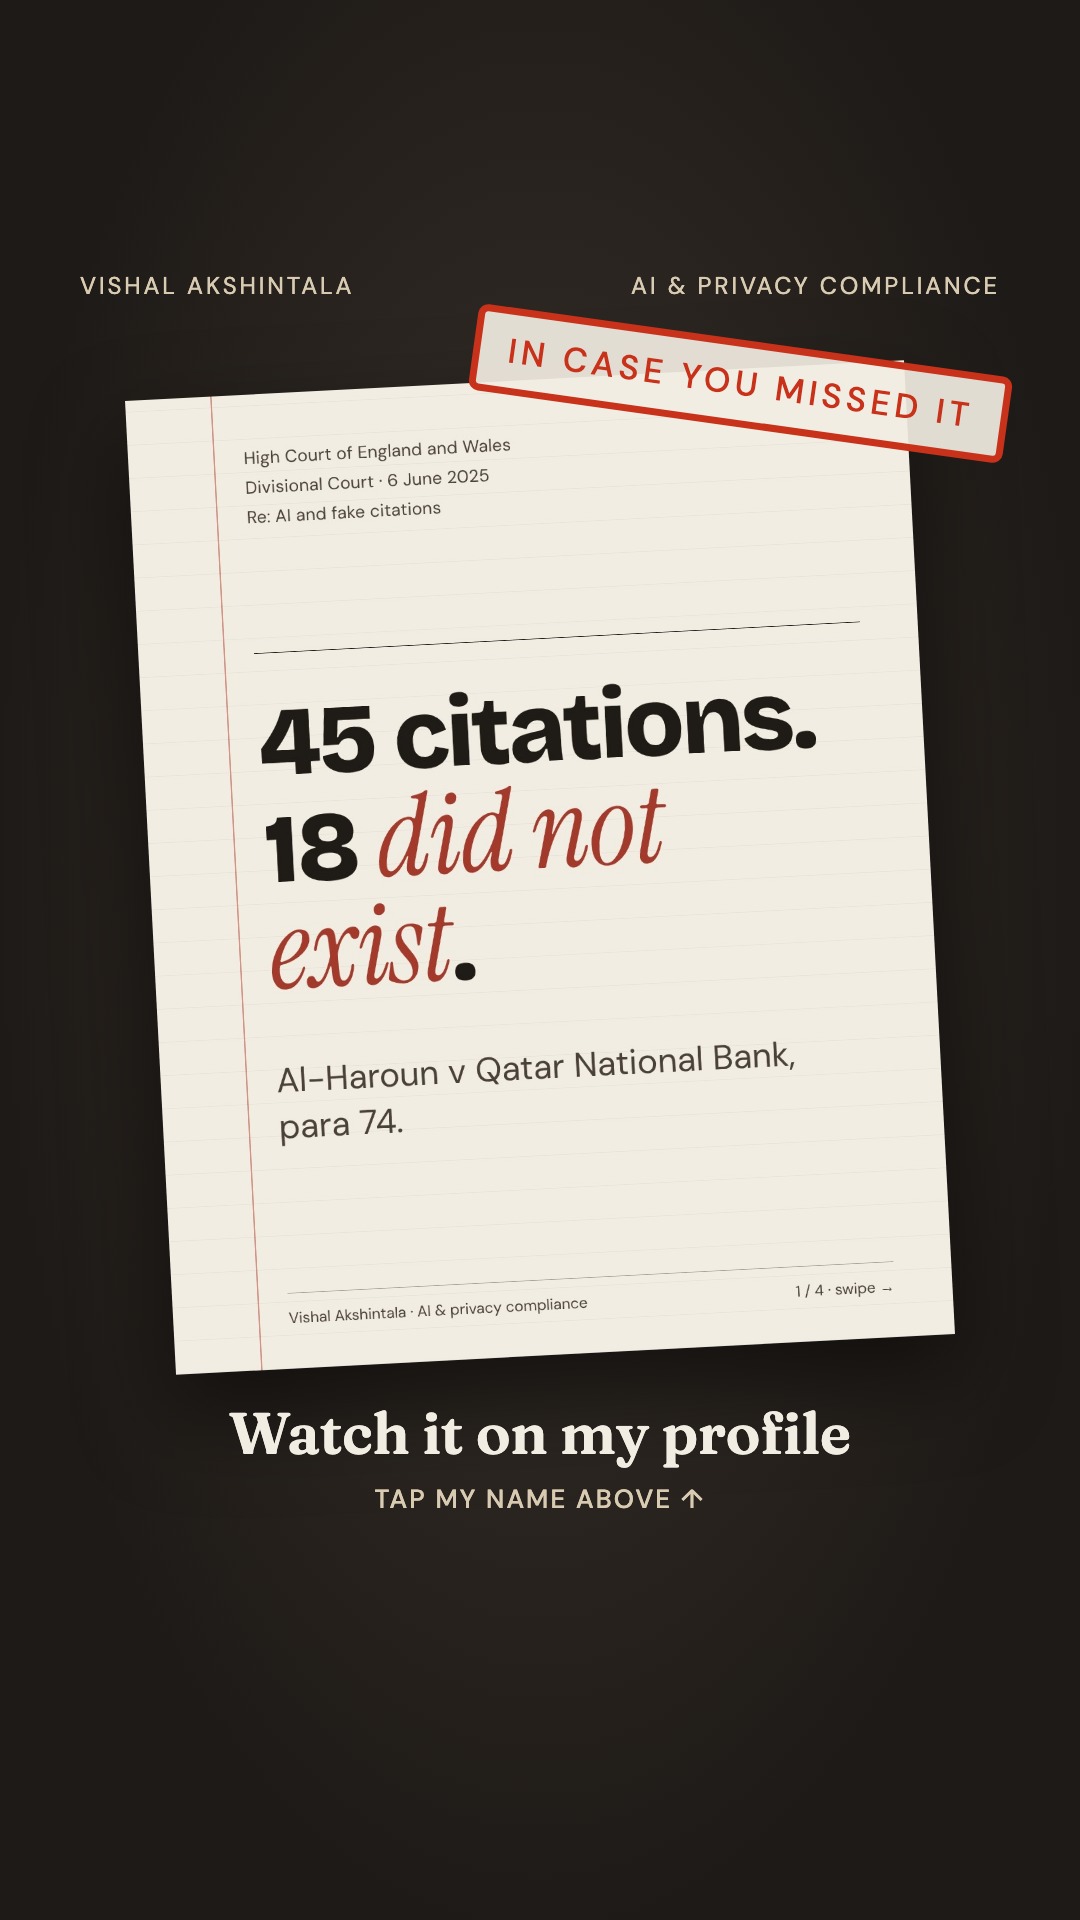 VISHAL AKSHINTALA
AI & PRIVACY COMPLIANCE
IN CASE YOU MISSED IT
High Court of England and Wales
Divisional Court · 6 June 2025
Re: AI and fake citations
45 citations.
18 did not
exist.
Al-Haroun v Qatar National Bank,
para 74.
Vishal Akshintala · AI & privacy compliance
1 / 4 · swipe →
Watch it on my profile
TAP MY NAME ABOVE ↑